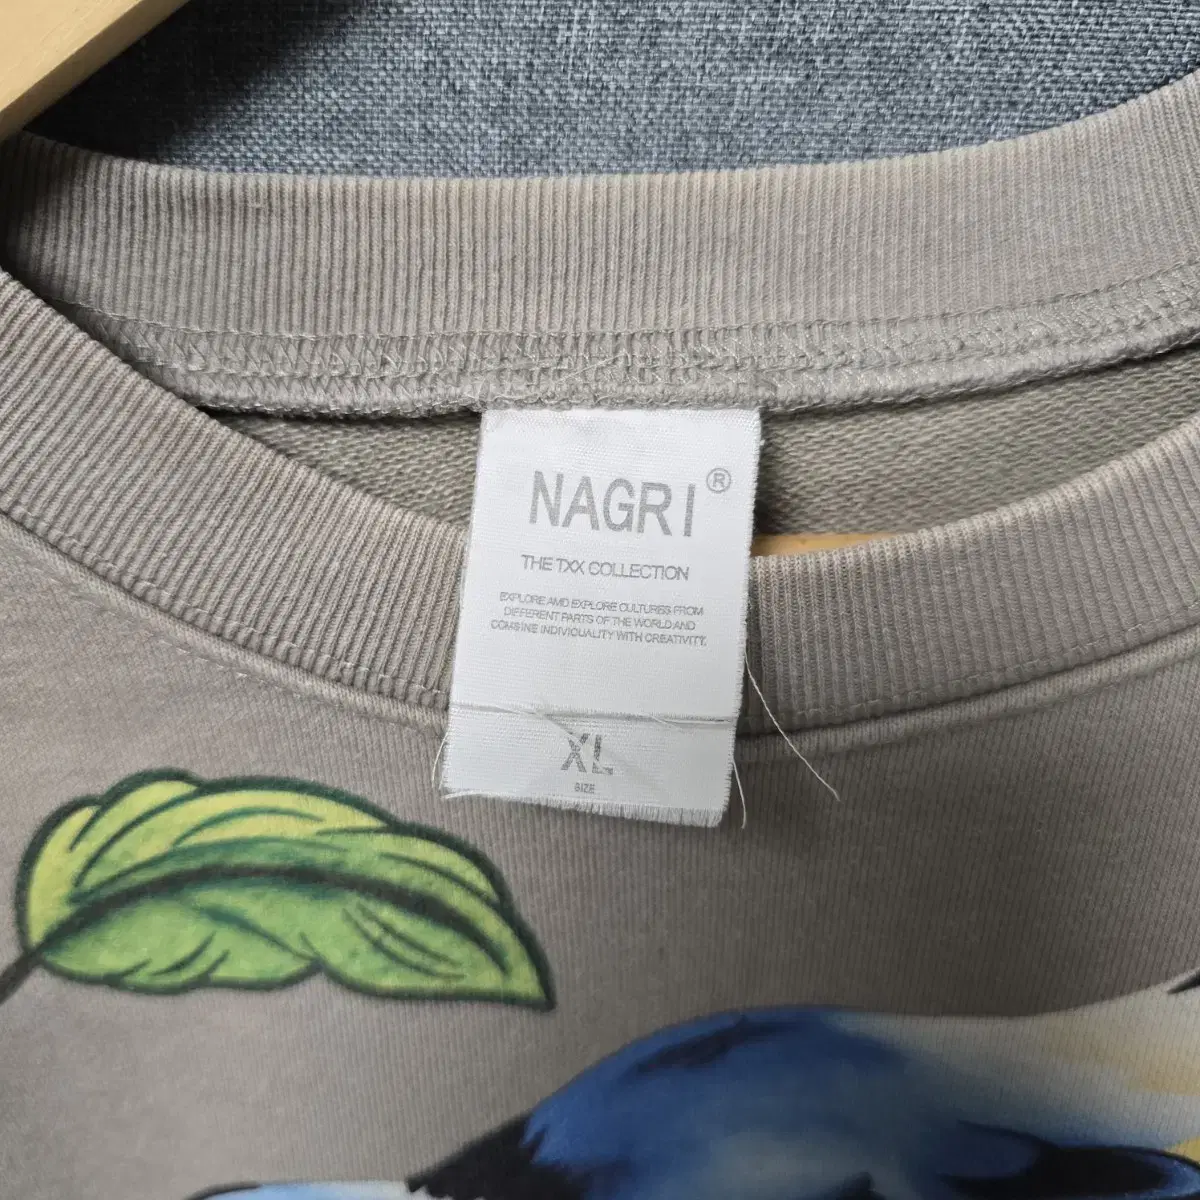 NAGRI®
THE TXX COLLECTION
EXPLORE AMD EXPLORE CULTURES FROM
DIFFERENT PARTS OF THE WORLD AND
COMBINE INDIVIDUALITY WITH CREATIVITY.
XL
SIZE